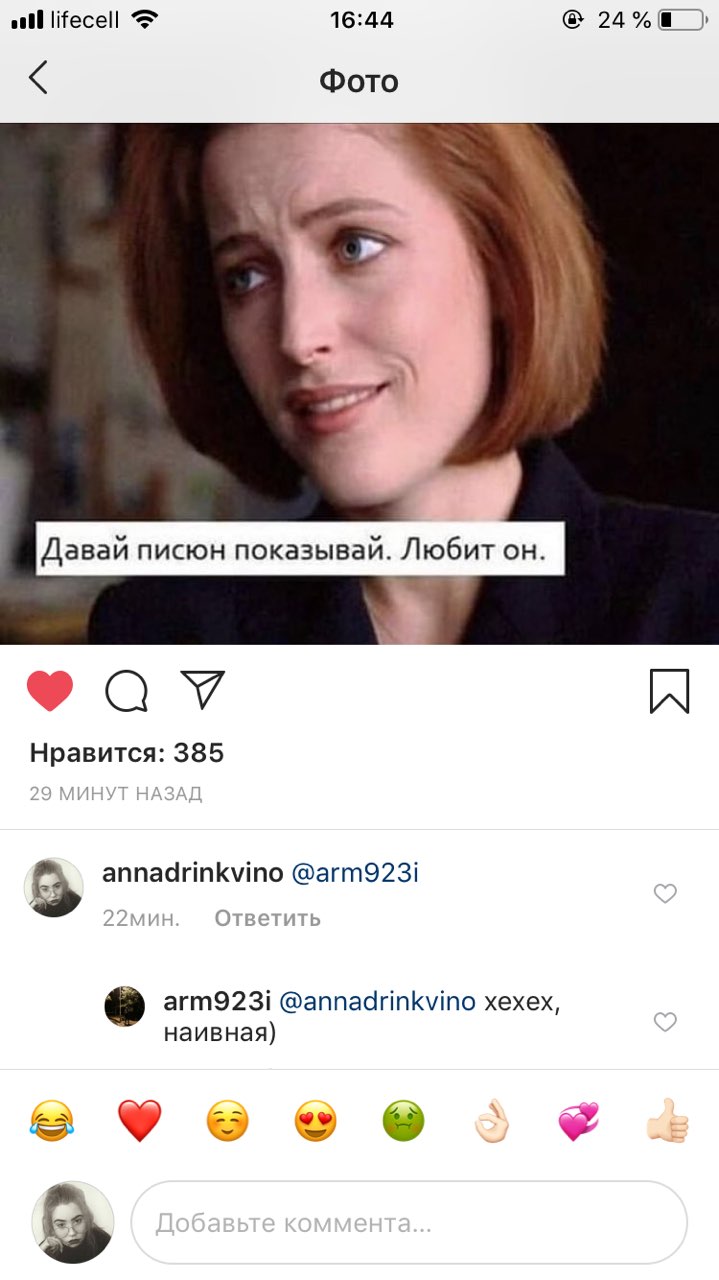 lifecell 16:44 24 %
Фото
Давай писюн показывай. Любит он.
Нравится: 385
29 МИНУТ НАЗАД
annadrinkvino @arm923i
22мин. Ответить
arm923i @annadrinkvino хехех,
наивная)
Добавьте коммента...